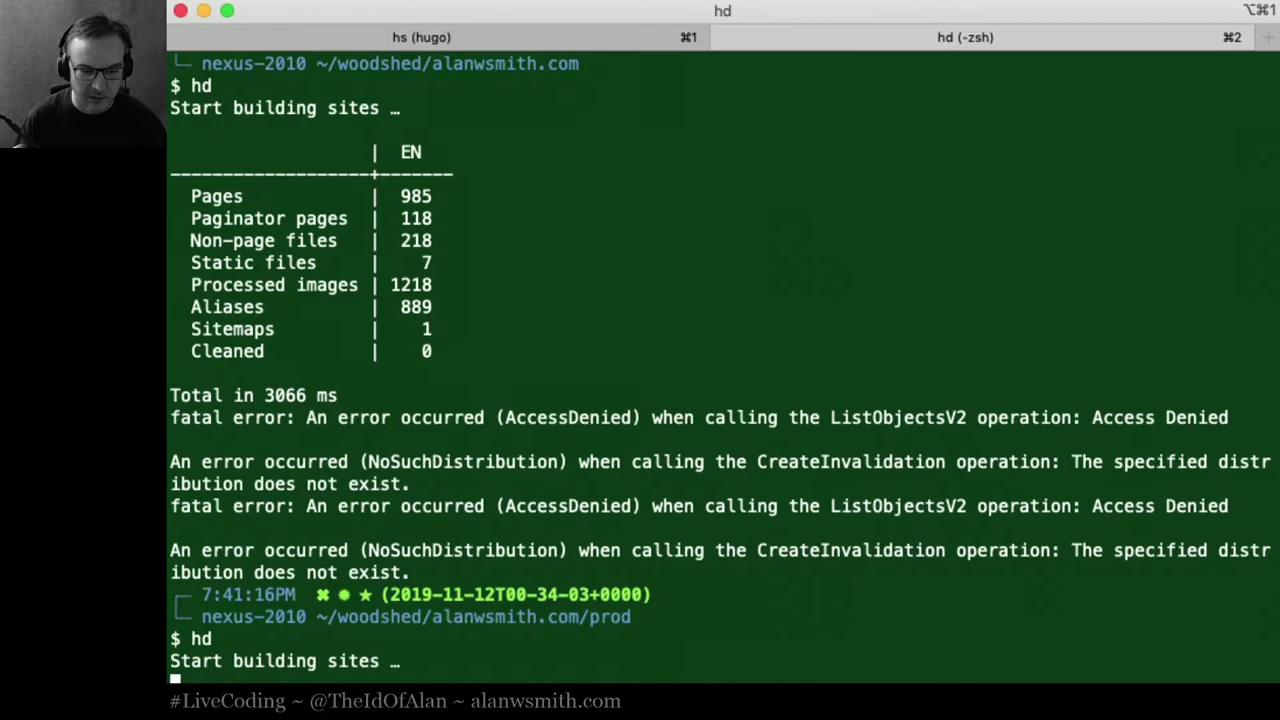 hd
⌥⌘1
hs (hugo) ⌘1
hd (-zsh) ⌘2
nexus-2010 ~/woodshed/alanwsmith.com
$ hd
Start building sites …
| EN
-------------------+-------
Pages | 985
Paginator pages | 118
Non-page files | 218
Static files | 7
Processed images | 1218
Aliases | 889
Sitemaps | 1
Cleaned | 0
Total in 3066 ms
fatal error: An error occurred (AccessDenied) when calling the ListObjectsV2 operation: Access Denied
An error occurred (NoSuchDistribution) when calling the CreateInvalidation operation: The specified distr
ibution does not exist.
fatal error: An error occurred (AccessDenied) when calling the ListObjectsV2 operation: Access Denied
An error occurred (NoSuchDistribution) when calling the CreateInvalidation operation: The specified distr
ibution does not exist.
7:41:16PM ✖ ✹ ★ (2019-11-12T00-34-03+0000)
nexus-2010 ~/woodshed/alanwsmith.com/prod
$ hd
Start building sites …
#LiveCoding ~ @TheIdOfAlan ~ alanwsmith.com